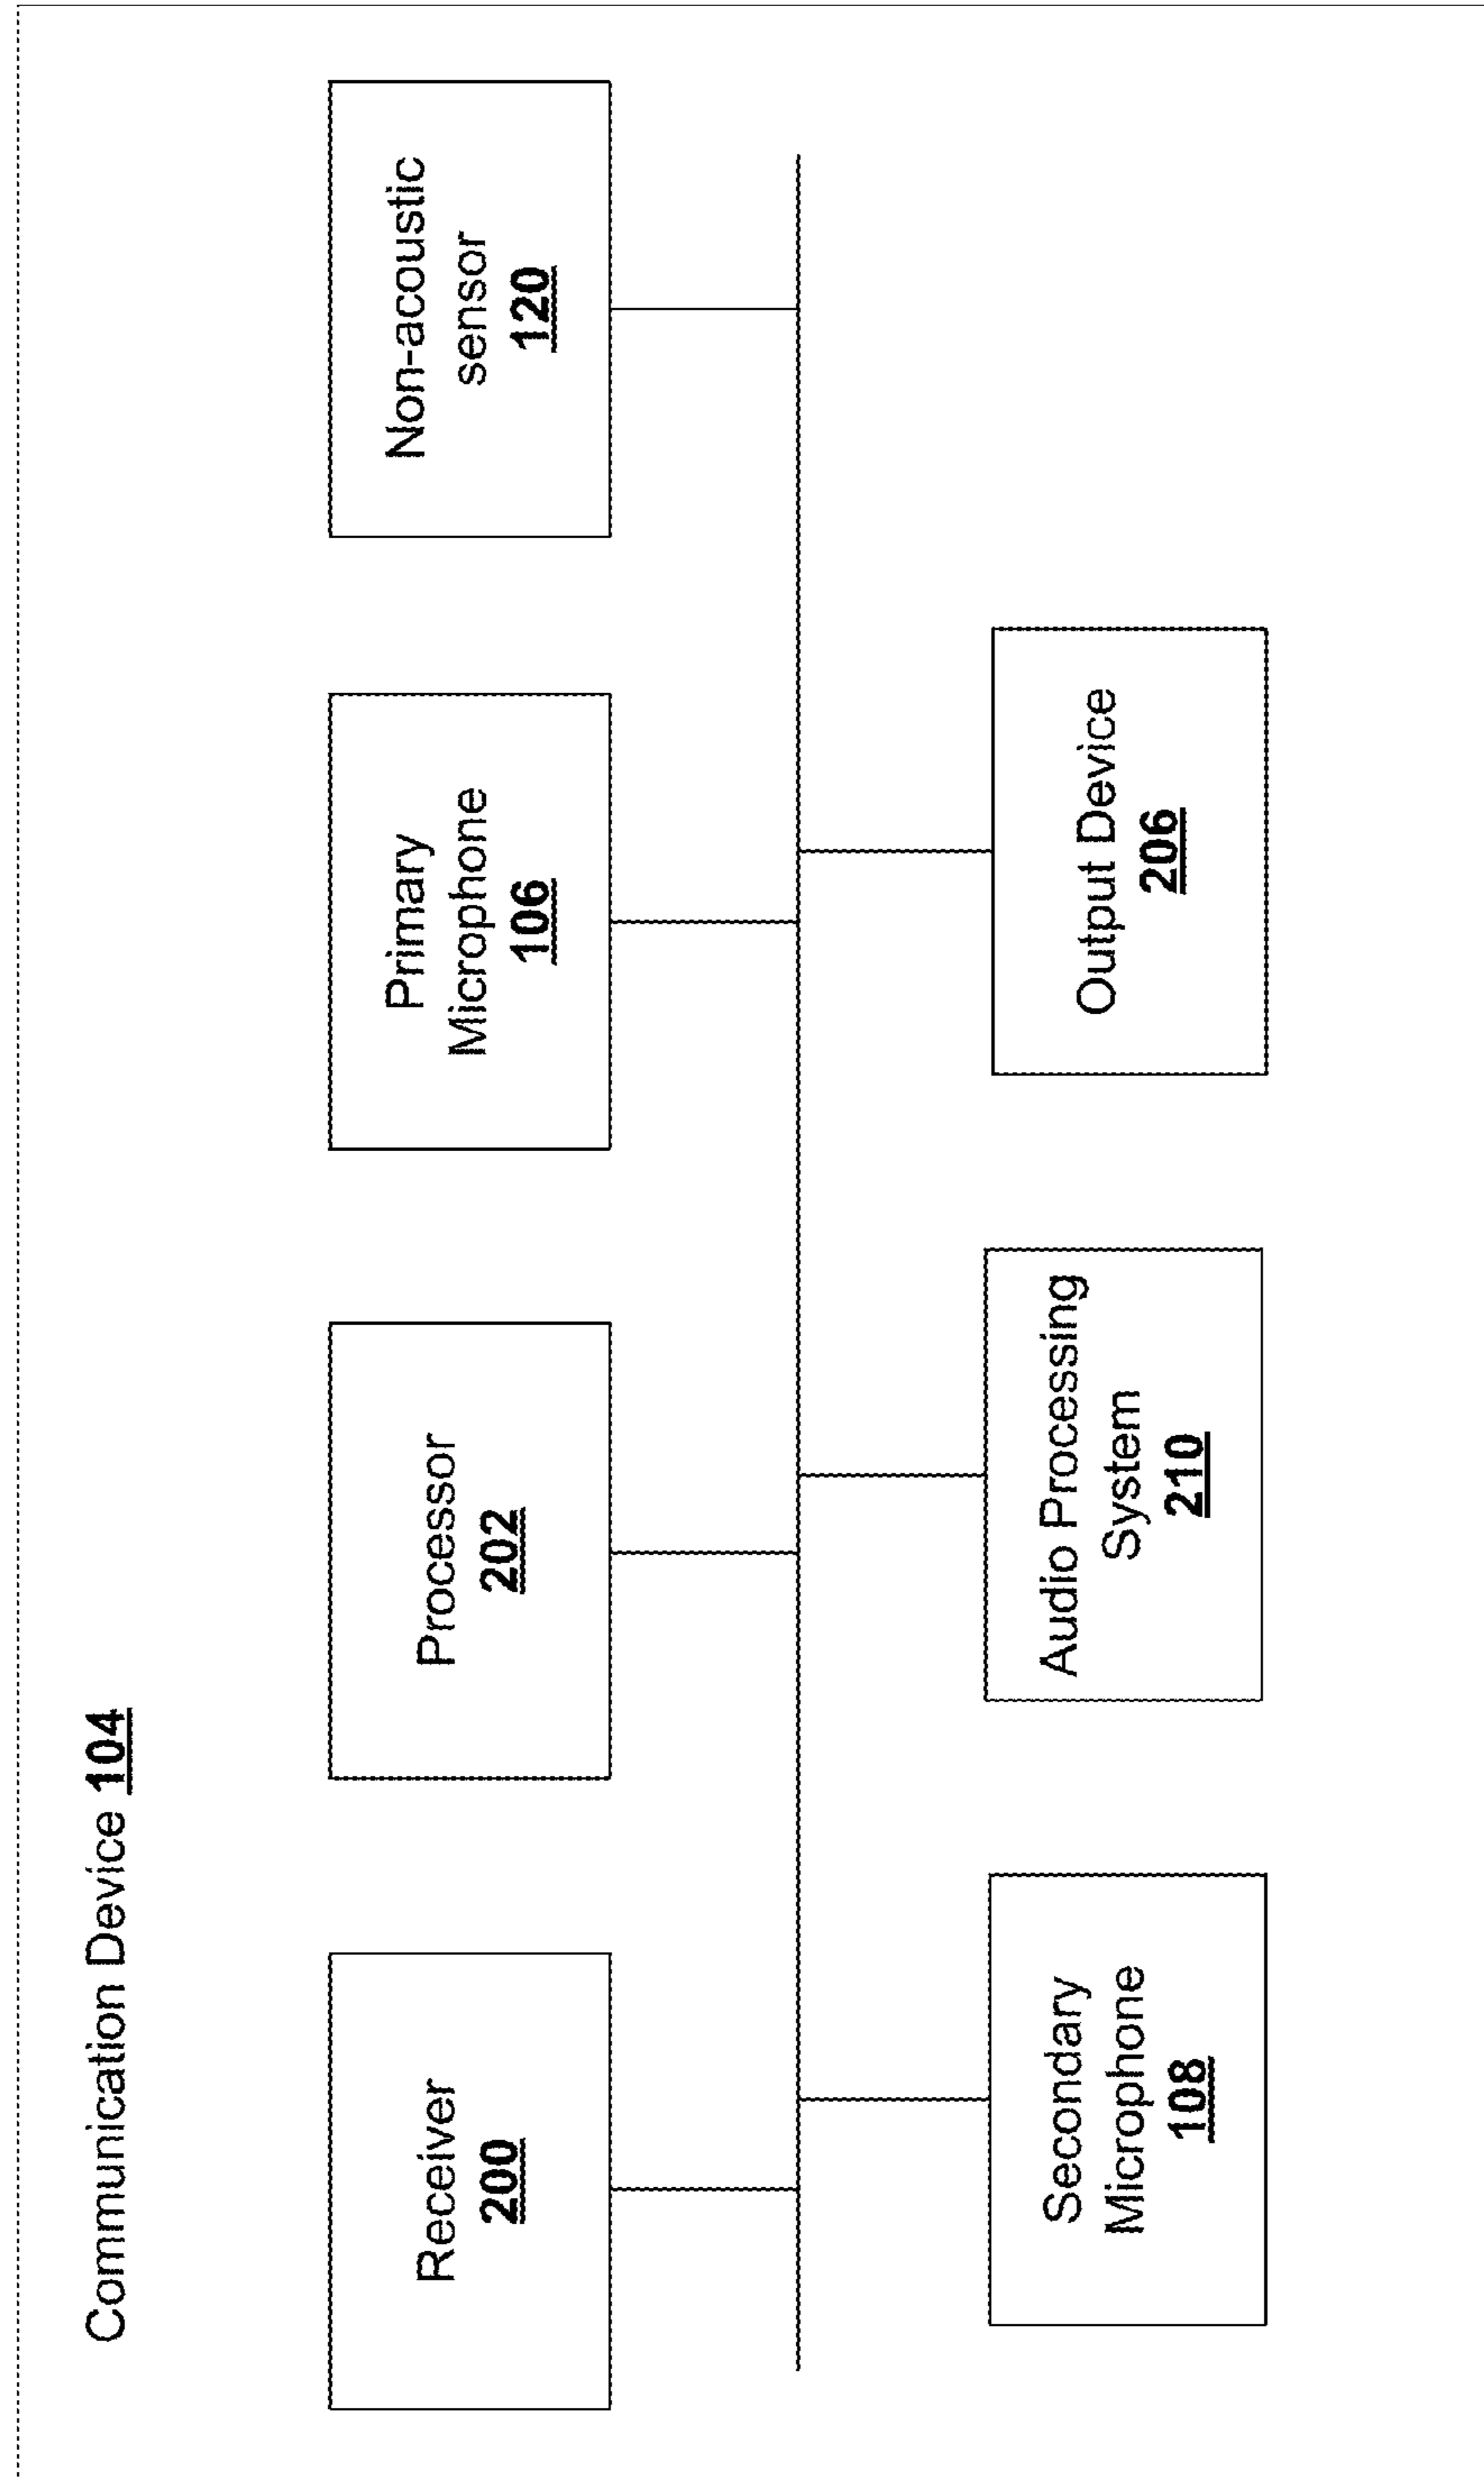 Communication Device 104
Receiver
200
Processor
202
Primary
Microphone
106
Non-acoustic
sensor
120
Secondary
Microphone
108
Audio Processing
System
210
Output Device
206